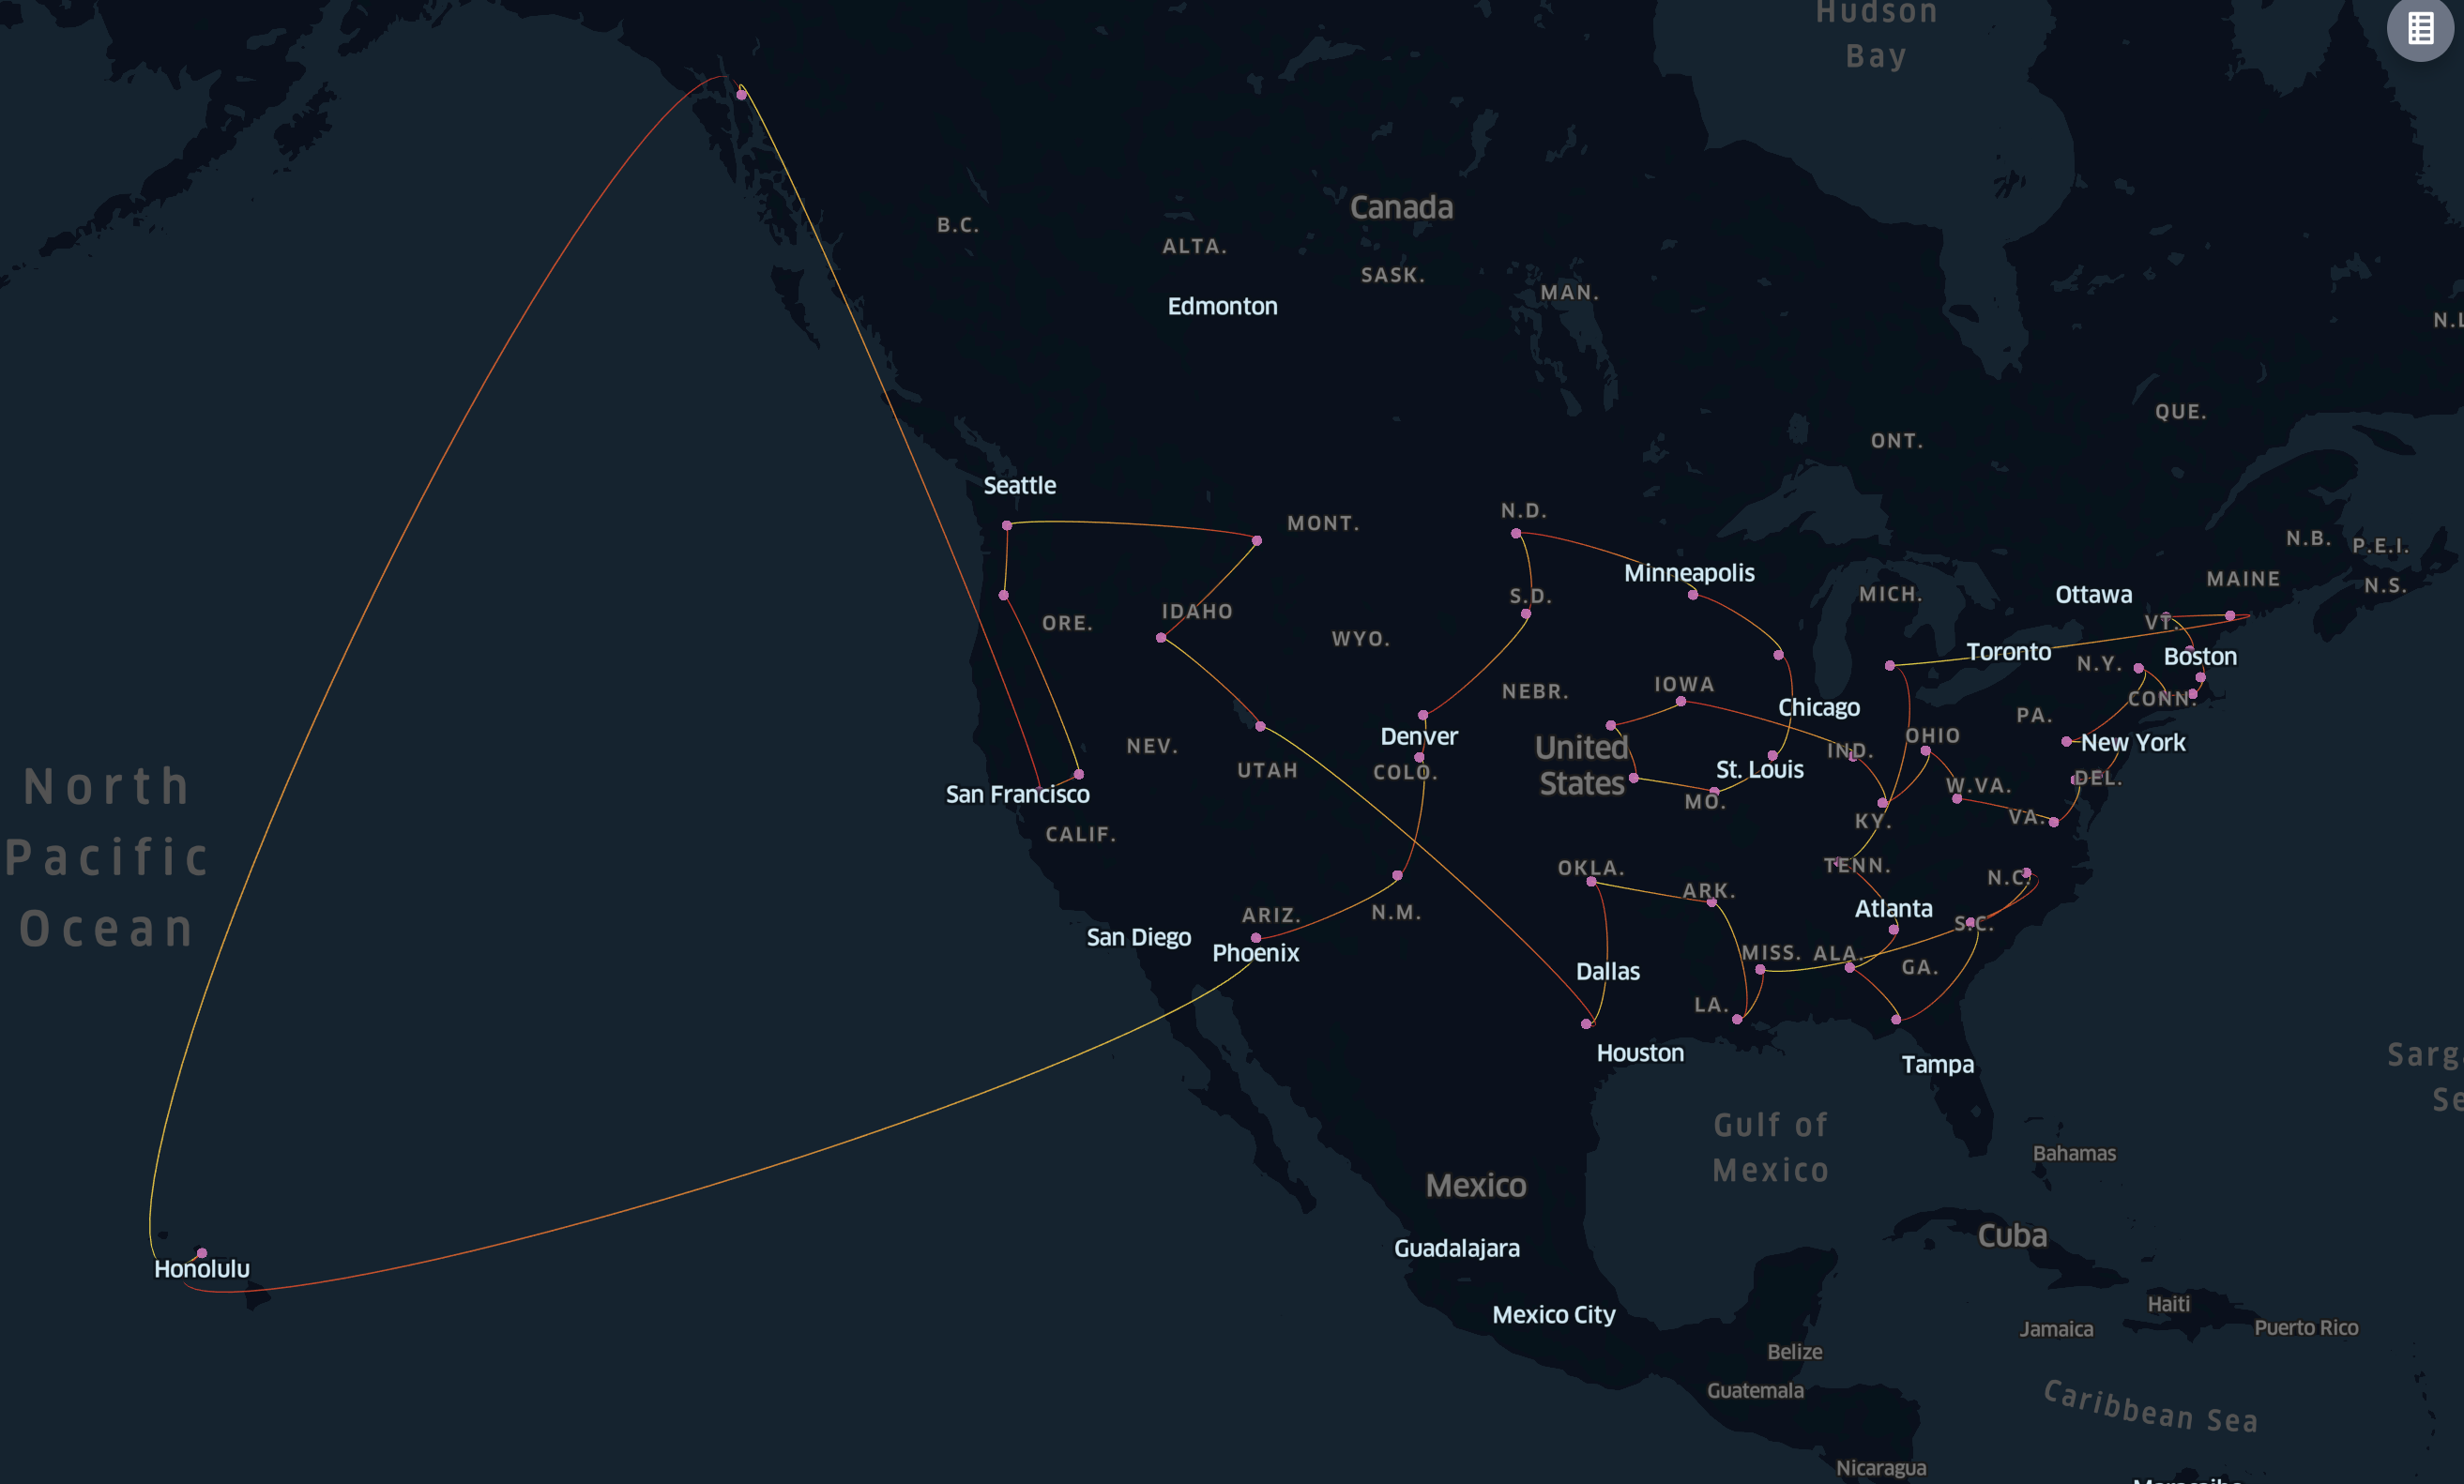 Hudson
Bay
Canada
B.C.
ALTA.
SASK.
MAN.
Edmonton
N.L
QUE.
ONT.
Seattle
MONT.
N.D.
N.B.
P.E.I.
Minneapolis
MAINE
N.S.
IDAHO
S.D.
MICH.
Ottawa
ORE.
WYO.
VT.
Toronto
Boston
N.Y.
NEBR.
IOWA
CONN.
Chicago
PA.
NEV.
Denver
United
States
IND.
OHIO
New York
UTAH
COLO.
St. Louis
DEL.
North
Pacific
Ocean
San Francisco
MO.
W.VA.
CALIF.
KY.
VA.
OKLA.
TENN.
N.C.
ARK.
ARIZ.
N.M.
Atlanta
San Diego
Phoenix
S.C.
MISS.
ALA.
GA.
Dallas
LA.
Houston
Tampa
Sarg
Se
Gulf of
Mexico
Bahamas
Mexico
Guadalajara
Cuba
Honolulu
Mexico City
Haiti
Jamaica
Puerto Rico
Belize
Guatemala
Caribbean Sea
Nicaragua